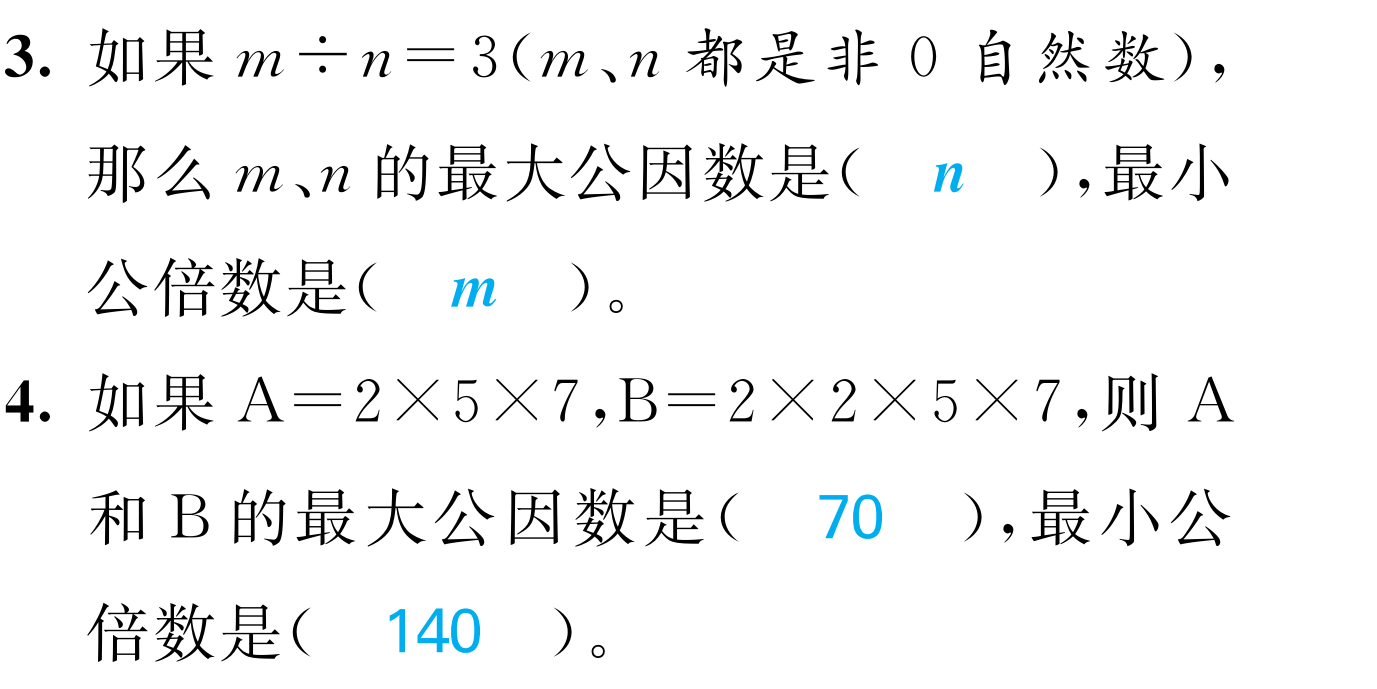 3. 如果 m÷n=3(m、n 都是非 0 自然数),
那么 m、n 的最大公因数是( n ),最小
公倍数是( m )。
4. 如果 A=2×5×7,B=2×2×5×7,则 A
和 B 的最大公因数是( 70 ),最小公
倍数是( 140 )。